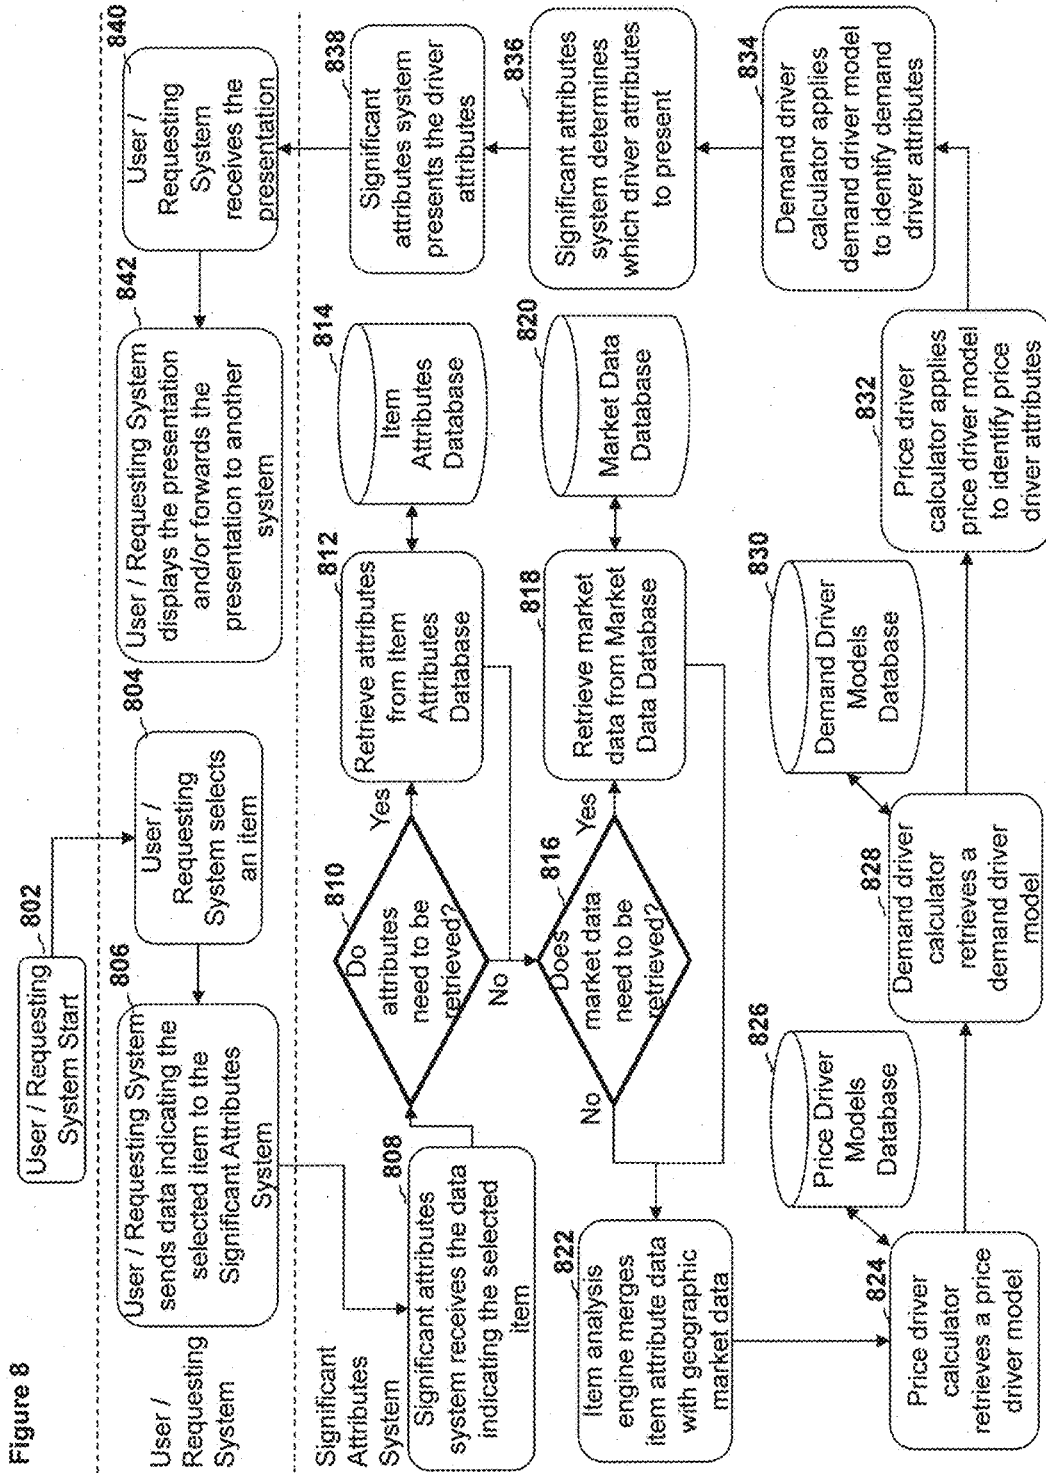 Figure 8
User / Requesting
System Start
802
User /
Requesting
System
804
User /
Requesting
System selects
an item
806
User / Requesting System
sends data indicating the
selected item to the
Significant Attributes
System
842
User / Requesting System
displays the presentation
and/or forwards the
presentation to another
system
840
User /
Requesting
System
receives the
presentation
Significant
Attributes
System
808
Significant attributes
system receives the data
indicating the selected
item
810
Do
attributes
need to be
retrieved?
Yes
No
812
Retrieve attributes
from Item
Attributes
Database
814
Item
Attributes
Database
816
Does
market data
need to be
retrieved?
Yes
No
818
Retrieve market
data from Market
Data Database
820
Market Data
Database
822
Item analysis
engine merges
item attribute data
with geographic
market data
824
Price driver
calculator
retrieves a price
driver model
826
Price Driver
Models
Database
828
Demand driver
calculator
retrieves a
demand driver
model
830
Demand Driver
Models
Database
832
Price driver
calculator applies
price driver model
to identify price
driver attributes
834
Demand driver
calculator applies
demand driver model
to identify demand
driver attributes
836
Significant attributes
system determines
which driver attributes
to present
838
Significant
attributes system
presents the driver
attributes